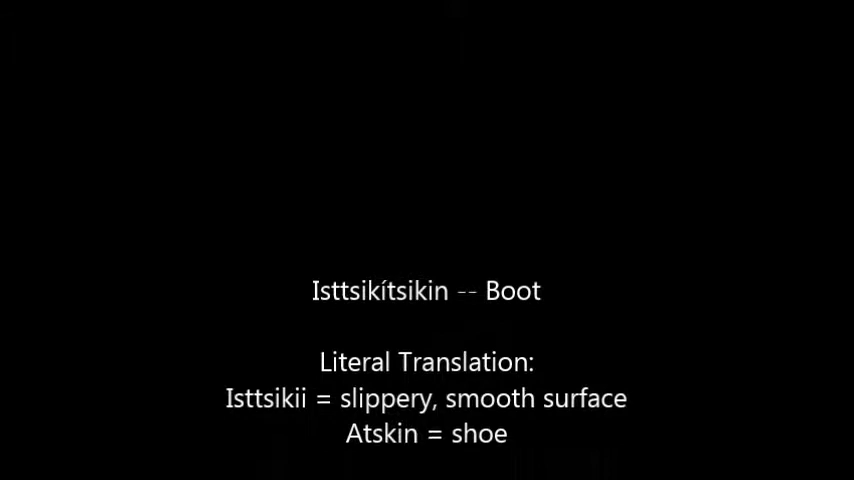 Isttsikítsikin -- Boot
Literal Translation:
Isttsikii = slippery, smooth surface
Atskin = shoe